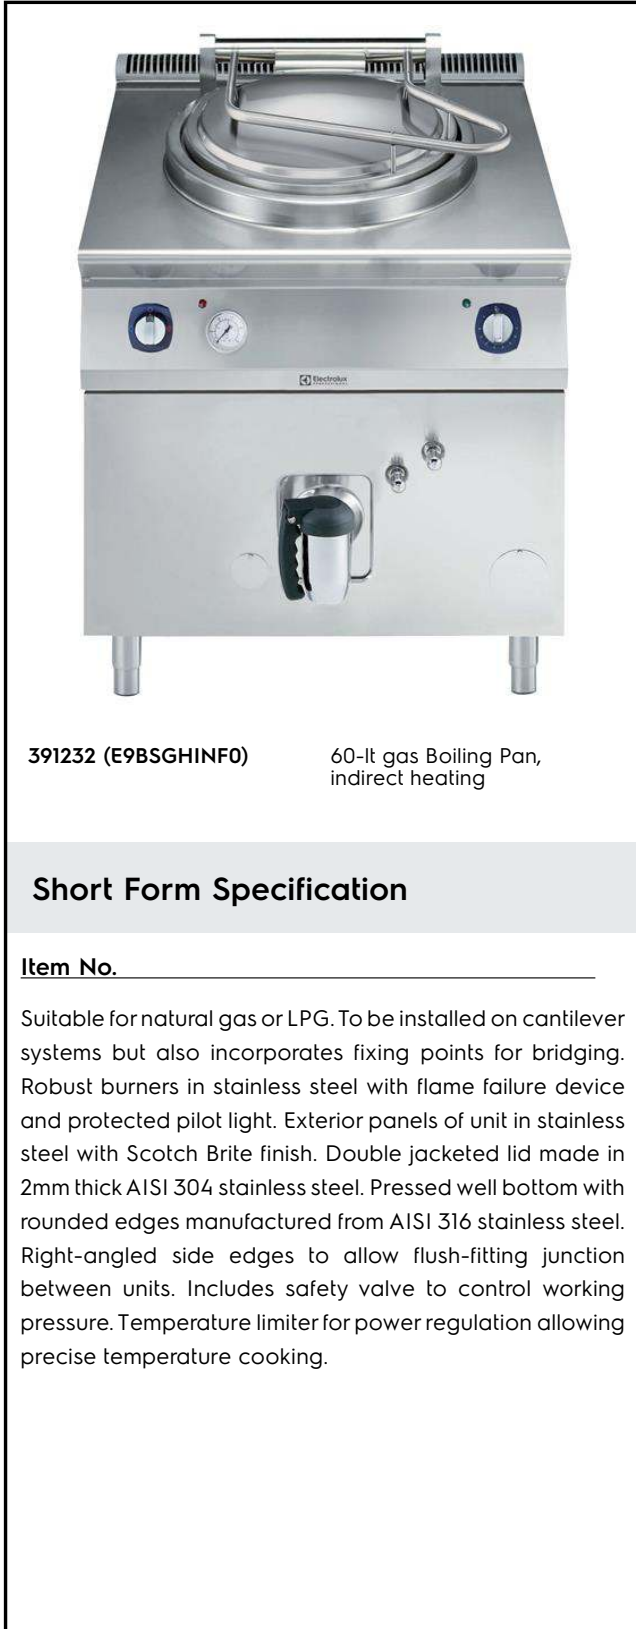 Electrolux
PROFESSIONAL
391232 (E9BSGHINF0)
60-lt gas Boiling Pan,
indirect heating
Short Form Specification
Item No.
Suitable for natural gas or LPG. To be installed on cantilever
systems but also incorporates fixing points for bridging.
Robust burners in stainless steel with flame failure device
and protected pilot light. Exterior panels of unit in stainless
steel with Scotch Brite finish. Double jacketed lid made in
2mm thick AISI 304 stainless steel. Pressed well bottom with
rounded edges manufactured from AISI 316 stainless steel.
Right-angled side edges to allow flush-fitting junction
between units. Includes safety valve to control working
pressure. Temperature limiter for power regulation allowing
precise temperature cooking.